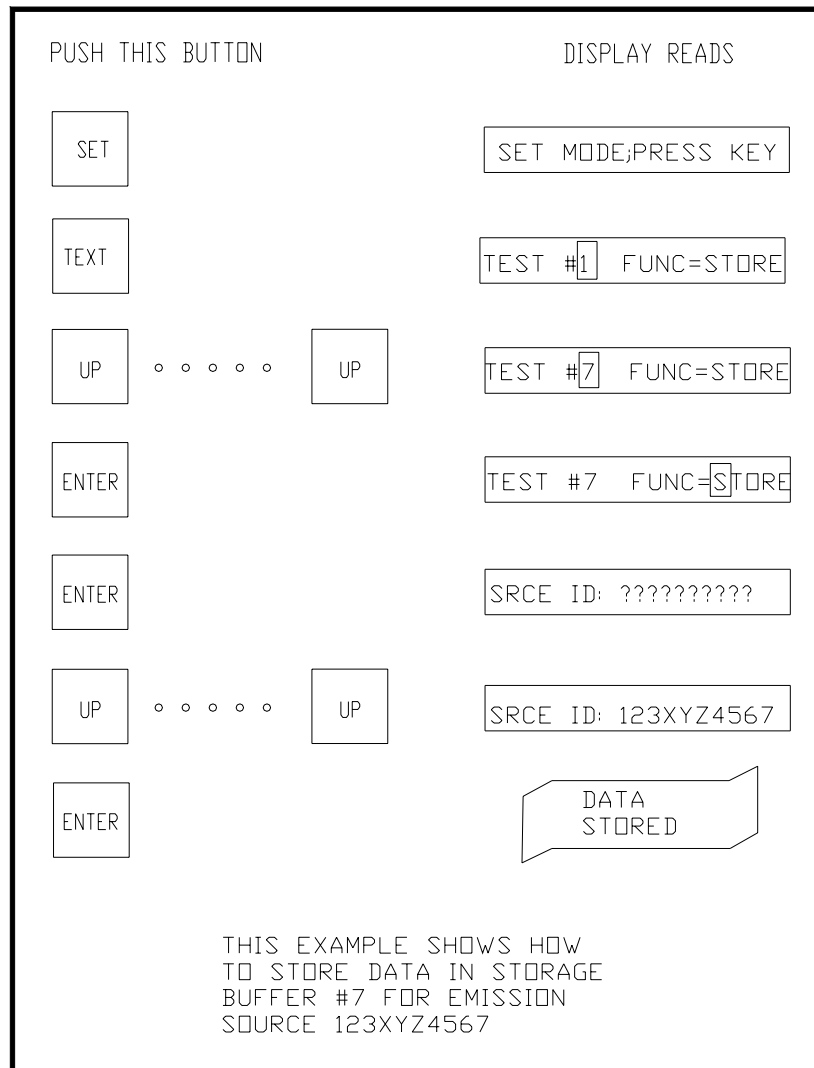 PUSH THIS BUTTON DISPLAY READS
SET SET MODE;PRESS KEY
TEXT TEST #1 FUNC=STORE
UP UP TEST #7 FUNC=STORE
ENTER TEST #7 FUNC=STORE
ENTER SRCE ID: ??????????
UP UP SRCE ID: 123XYZ4567
ENTER DATA
STORED
THIS EXAMPLE SHOWS HOW
TO STORE DATA IN STORAGE
BUFFER #7 FOR EMISSION
SOURCE 123XYZ4567